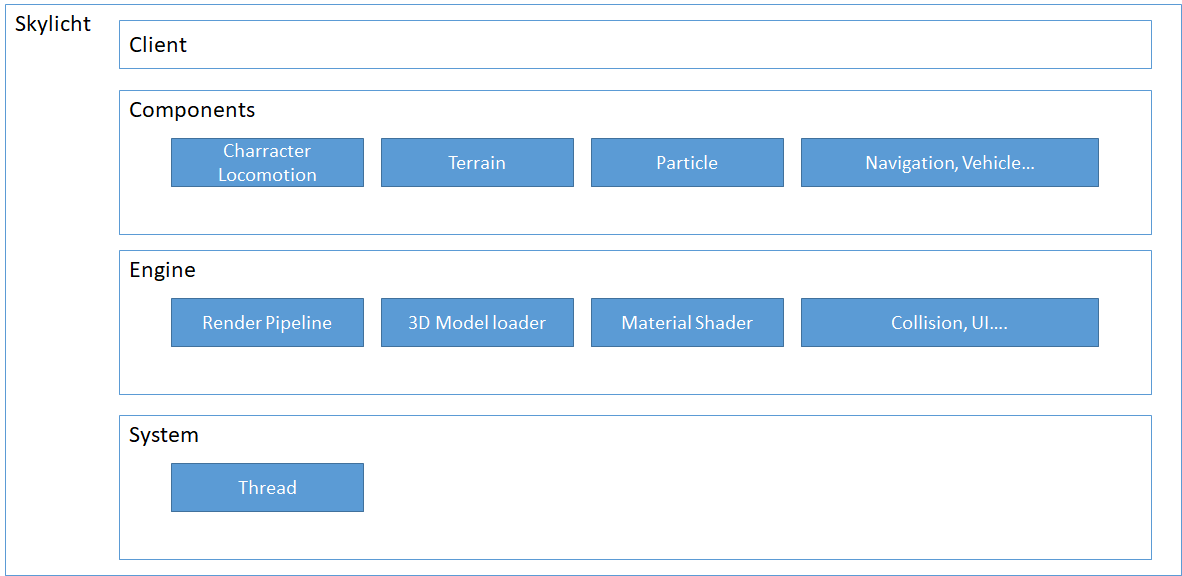 Skylicht
Client
Components
Charracter
Locomotion
Terrain
Particle
Navigation, Vehicle...
Engine
Render Pipeline
3D Model loader
Material Shader
Collision, UI....
System
Thread